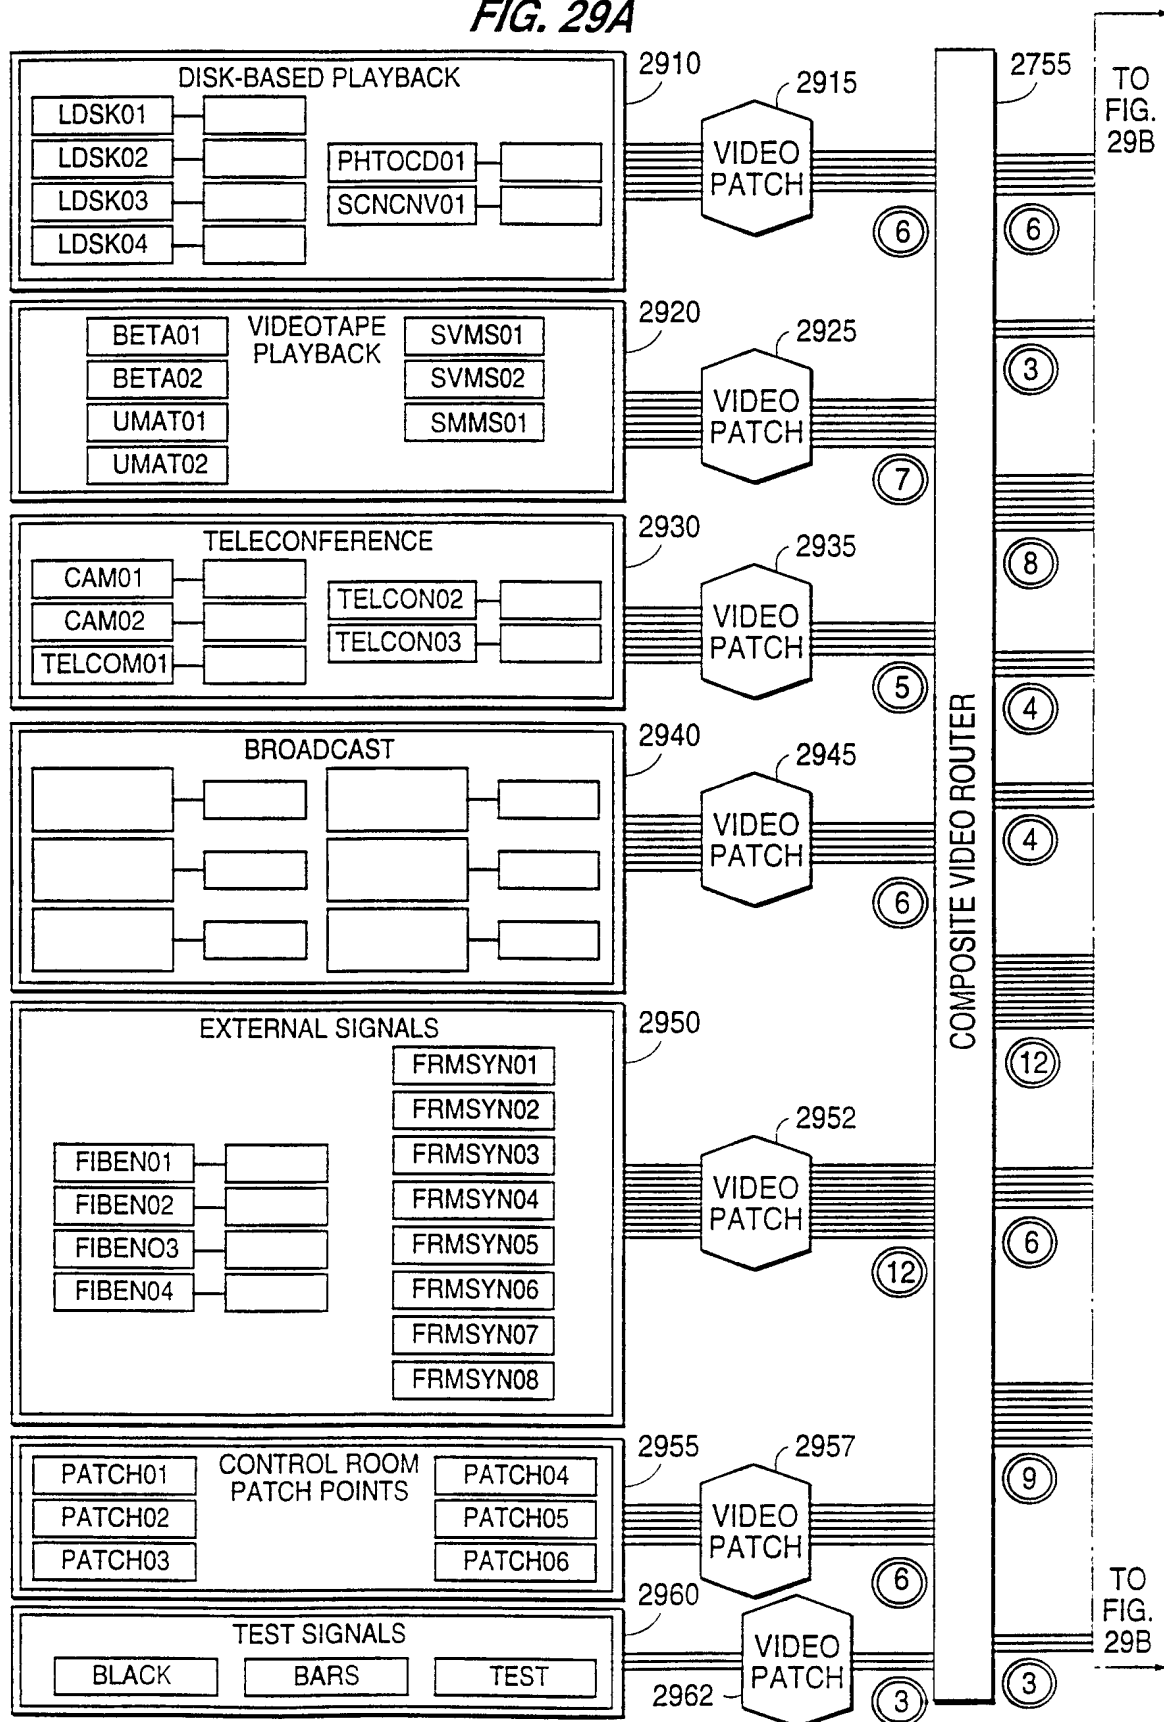 FIG. 29A
DISK-BASED PLAYBACK
LDSK01
LDSK02
LDSK03
LDSK04
PHTOCD01
SCNCNV01
2910
2915
VIDEO
PATCH
6
2755
6
TO
FIG.
29B
VIDEOTAPE
PLAYBACK
BETA01
BETA02
UMAT01
UMAT02
SVMS01
SVMS02
SMMS01
2920
2925
VIDEO
PATCH
7
3
8
TELECONFERENCE
CAM01
CAM02
TELCOM01
TELCON02
TELCON03
2930
2935
VIDEO
PATCH
5
4
BROADCAST
2940
2945
VIDEO
PATCH
6
4
COMPOSITE VIDEO ROUTER
EXTERNAL SIGNALS
FIBEN01
FIBEN02
FIBENO3
FIBEN04
FRMSYN01
FRMSYN02
FRMSYN03
FRMSYN04
FRMSYN05
FRMSYN06
FRMSYN07
FRMSYN08
2950
2952
VIDEO
PATCH
12
12
6
CONTROL ROOM
PATCH POINTS
PATCH01
PATCH02
PATCH03
PATCH04
PATCH05
PATCH06
2955
2957
VIDEO
PATCH
6
9
TEST SIGNALS
BLACK
BARS
TEST
2960
VIDEO
PATCH
2962
3
3
TO
FIG.
29B